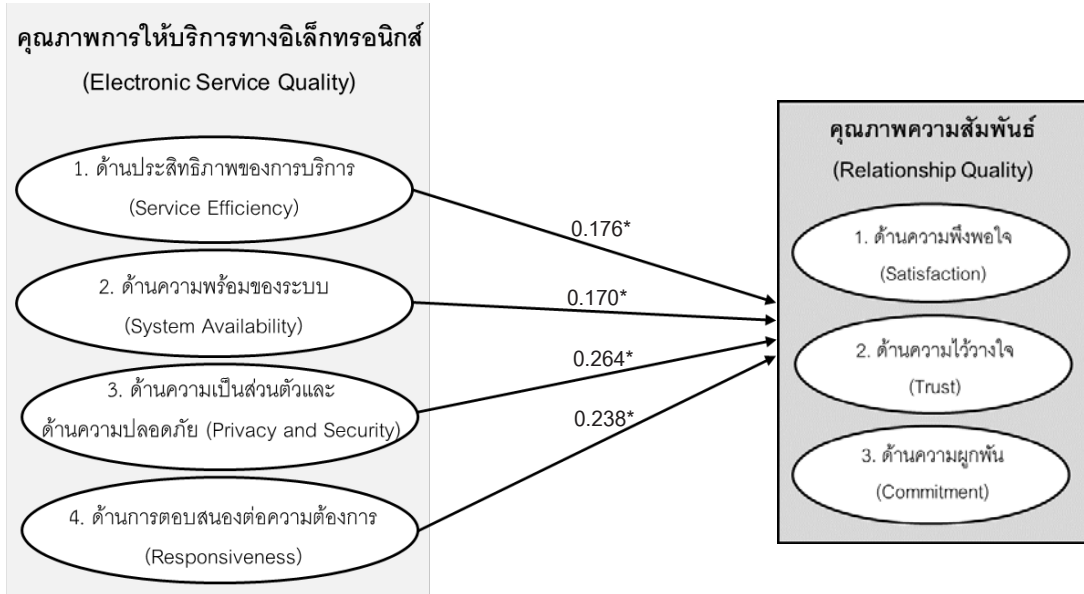 คุณภาพการให้บริการทางอิเล็กทรอนิกส์
(Electronic Service Quality)
1. ด้านประสิทธิภาพของการบริการ
(Service Efficiency)
2. ด้านความพร้อมของระบบ
(System Availability)
3. ด้านความเป็นส่วนตัวและ
ด้านความปลอดภัย (Privacy and Security)
4. ด้านการตอบสนองต่อความต้องการ
(Responsiveness)
0.176*
0.170*
0.264*
0.238*
คุณภาพความสัมพันธ์
(Relationship Quality)
1. ด้านความพึงพอใจ
(Satisfaction)
2. ด้านความไว้วางใจ
(Trust)
3. ด้านความผูกพัน
(Commitment)